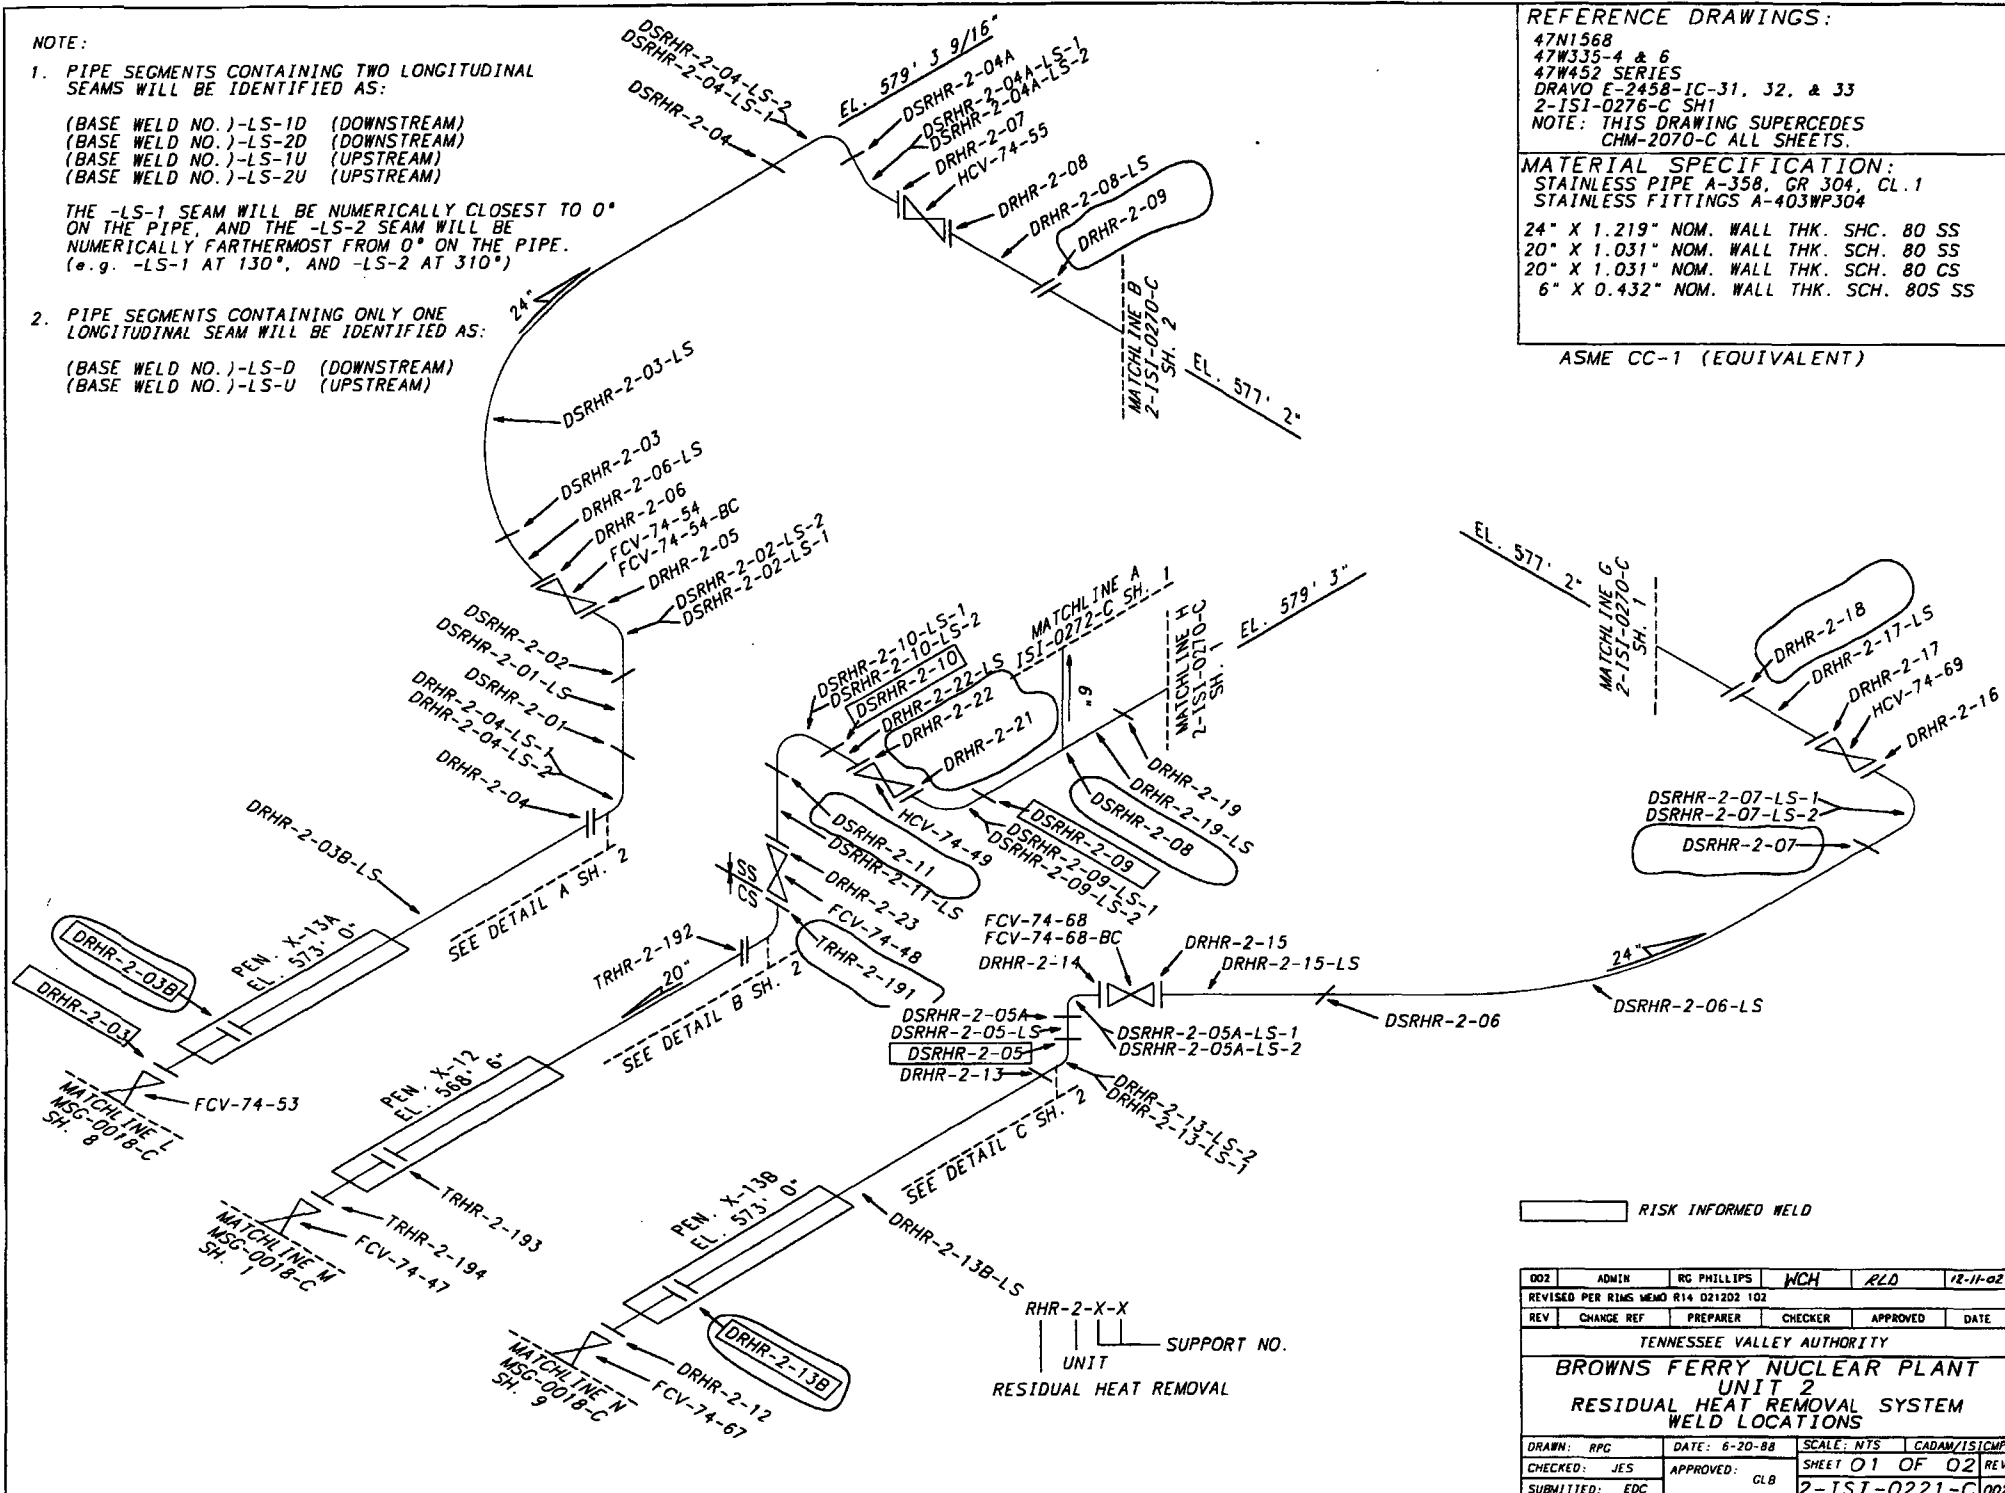 NOTE:
1. PIPE SEGMENTS CONTAINING TWO LONGITUDINAL
SEAMS WILL BE IDENTIFIED AS:
(BASE WELD NO.)-LS-1D (DOWNSTREAM)
(BASE WELD NO.)-LS-2D (DOWNSTREAM)
(BASE WELD NO.)-LS-1U (UPSTREAM)
(BASE WELD NO.)-LS-2U (UPSTREAM)
THE -LS-1 SEAM WILL BE NUMERICALLY CLOSEST TO 0°
ON THE PIPE, AND THE -LS-2 SEAM WILL BE
NUMERICALLY FARTHERMOST FROM 0° ON THE PIPE.
(e.g. -LS-1 AT 130°, AND -LS-2 AT 310°)
2. PIPE SEGMENTS CONTAINING ONLY ONE
LONGITUDINAL SEAM WILL BE IDENTIFIED AS:
(BASE WELD NO.)-LS-D (DOWNSTREAM)
(BASE WELD NO.)-LS-U (UPSTREAM)
DSRHR-2-04-LS-2
DSRHR-2-04-LS-1
DSRHR-2-04
EL. 579' 3 9/16"
DSRHR-2-04A
DSRHR-2-04A-LS-1
DSRHR-2-04A-LS-2
DRHR-2-07
HCV-74-55
DRHR-2-08
DRHR-2-08-LS
DRHR-2-09
MATCHLINE B
2-ISI-0270-C
SH. 2
EL. 577' 2"
24"
DSRHR-2-03-LS
DSRHR-2-03
DRHR-2-06-LS
DRHR-2-06
FCV-74-54
FCV-74-54-BC
DRHR-2-05
DSRHR-2-02-LS-2
DSRHR-2-02-LS-1
DSRHR-2-02
DSRHR-2-01-LS
DSRHR-2-01
DRHR-2-04-LS-1
DRHR-2-04-LS-2
DRHR-2-04
DRHR-2-03B-LS
SEE DETAIL A SH. 2
PEN. X-13A
EL. 573' 0"
DRHR-2-03B
DRHR-2-03
FCV-74-53
MATCHLINE L
MSG-0018-C
SH. 8
REFERENCE DRAWINGS:
47N1568
47W335-4 & 6
47W452 SERIES
DRAVO E-2458-IC-31, 32, & 33
2-ISI-0276-C SH1
NOTE: THIS DRAWING SUPERCEDES
CHM-2070-C ALL SHEETS.
MATERIAL SPECIFICATION:
STAINLESS PIPE A-358, GR 304, CL.1
STAINLESS FITTINGS A-403WP304
24" X 1.219" NOM. WALL THK. SHC. 80 SS
20" X 1.031" NOM. WALL THK. SCH. 80 SS
20" X 1.031" NOM. WALL THK. SCH. 80 CS
6" X 0.432" NOM. WALL THK. SCH. 80S SS
ASME CC-1 (EQUIVALENT)
DSRHR-2-10-LS-1
DSRHR-2-10-LS-2
DSRHR-2-10
DRHR-2-22-LS
DRHR-2-22
DRHR-2-21
MATCHLINE A
ISI-0272-C SH. 1
6"
MATCHLINE H
2-ISI-0270-C
SH. 1
EL. 579' 3"
DRHR-2-19
DRHR-2-19-LS
DSRHR-2-08
DSRHR-2-09
DSRHR-2-09-LS-1
DSRHR-2-09-LS-2
HCV-74-49
DSRHR-2-11
DSRHR-2-11-LS
DRHR-2-23
FCV-74-48
TRHR-2-191
SS
CS
TRHR-2-192
20"
SEE DETAIL B SH. 2
PEN. X-12
EL. 568' 6"
TRHR-2-193
TRHR-2-194
FCV-74-47
MATCHLINE M
MSG-0018-C
SH. 1
EL. 577' 2"
MATCHLINE G
2-ISI-0270-C
SH. 1
DRHR-2-18
DRHR-2-17-LS
DRHR-2-17
HCV-74-69
DRHR-2-16
DSRHR-2-07-LS-1
DSRHR-2-07-LS-2
DSRHR-2-07
24"
DSRHR-2-06-LS
DSRHR-2-06
FCV-74-68
FCV-74-68-BC
DRHR-2-14
DRHR-2-15
DRHR-2-15-LS
DSRHR-2-05A
DSRHR-2-05-LS
DSRHR-2-05
DRHR-2-13
DSRHR-2-05A-LS-1
DSRHR-2-05A-LS-2
DRHR-2-13-LS-2
DRHR-2-13-LS-1
SEE DETAIL C SH. 2
PEN. X-13B
EL. 573' 0"
DRHR-2-13B-LS
DRHR-2-13B
DRHR-2-12
FCV-74-67
MATCHLINE N
MSG-0018-C
SH. 9
RHR-2-X-X
SUPPORT NO.
UNIT
RESIDUAL HEAT REMOVAL
RISK INFORMED WELD
002 ADMIN RG PHILLIPS WCH RLD 12-11-02
REVISED PER RIMS MEMO R14 021202 102
REV CHANGE REF PREPARER CHECKER APPROVED DATE
TENNESSEE VALLEY AUTHORITY
BROWNS FERRY NUCLEAR PLANT
UNIT 2
RESIDUAL HEAT REMOVAL SYSTEM
WELD LOCATIONS
DRAWN: RPG DATE: 6-20-88 SCALE: NTS CADAM/ISICMP
CHECKED: JES APPROVED: GLB SHEET 01 OF 02 REV
SUBMITTED: EDC 2-ISI-0221-C 002